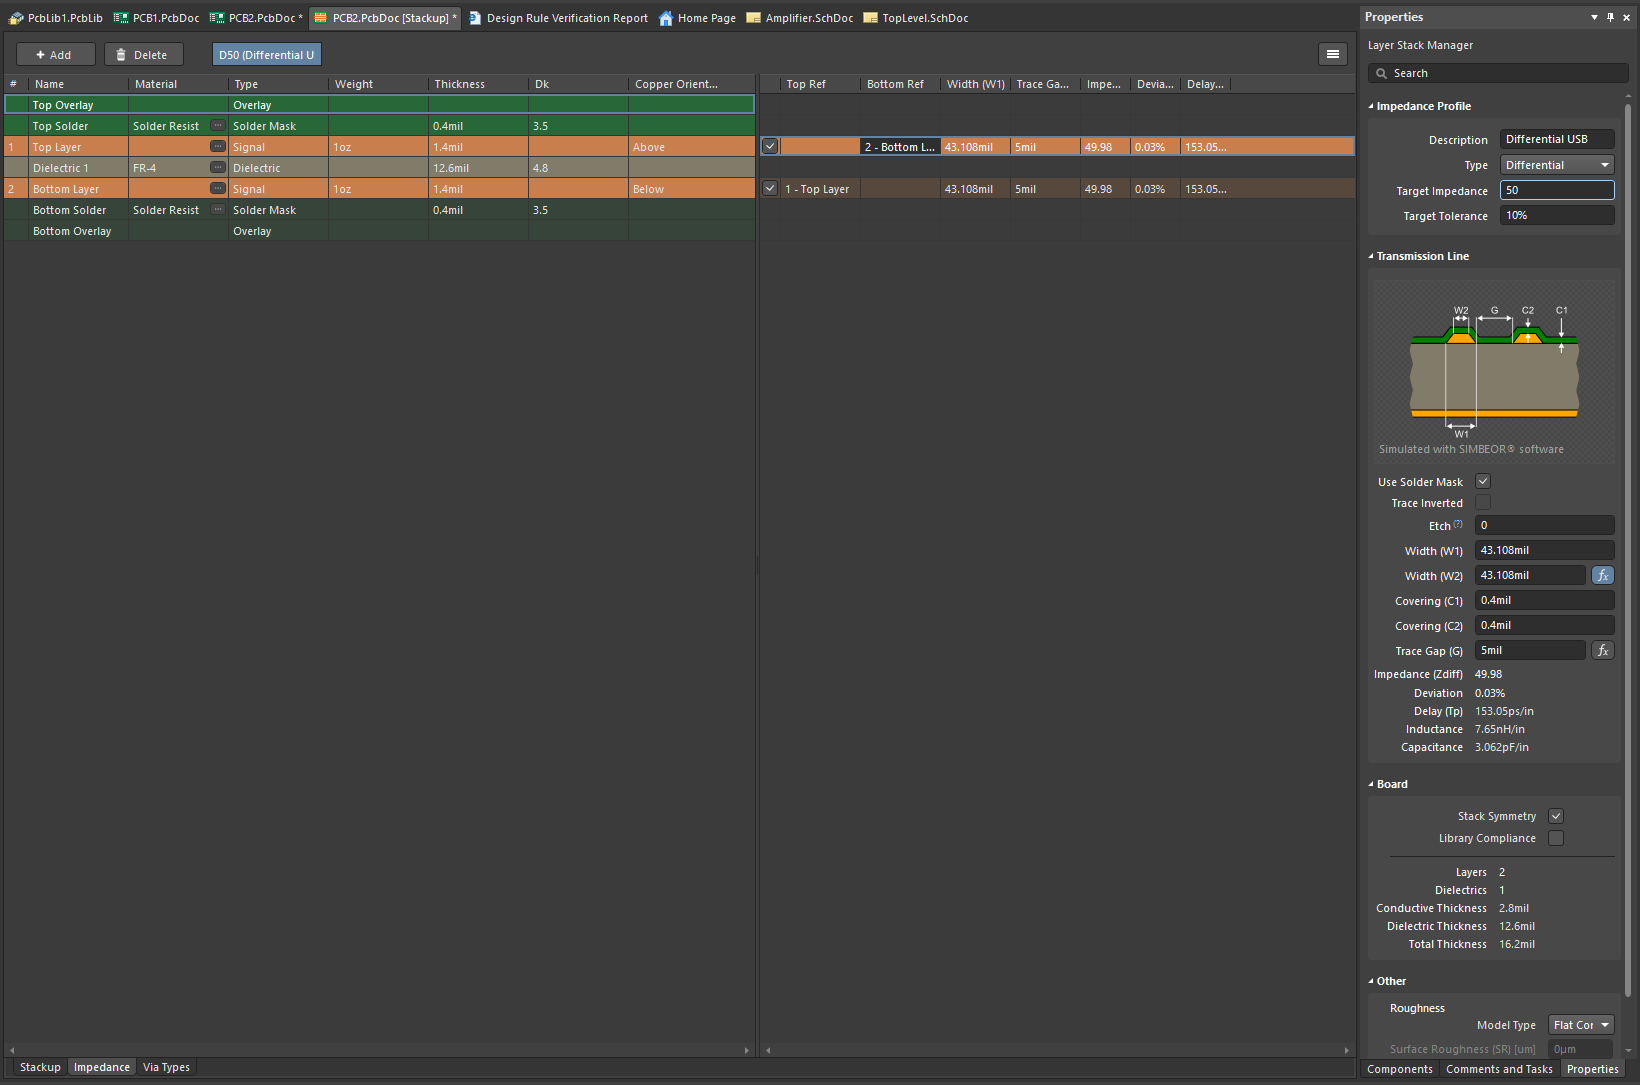 PcbLib1.PcbLib PCB1.PcbDoc PCB2.PcbDoc * PCB2.PcbDoc [Stackup] * Design Rule Verification Report Home Page Amplifier.SchDoc TopLevel.SchDoc
+ Add Delete D50 (Differential U
# Name Material Type Weight Thickness Dk Copper Orient... Top Ref Bottom Ref Width (W1) Trace Ga... Impe... Devia... Delay...
Top Overlay Overlay
Top Solder Solder Resist ... Solder Mask 0.4mil 3.5
1 Top Layer ... Signal 1oz 1.4mil Above 2 - Bottom L... 43.108mil 5mil 49.98 0.03% 153.05...
Dielectric 1 FR-4 ... Dielectric 12.6mil 4.8
2 Bottom Layer ... Signal 1oz 1.4mil Below 1 - Top Layer 43.108mil 5mil 49.98 0.03% 153.05...
Bottom Solder Solder Resist ... Solder Mask 0.4mil 3.5
Bottom Overlay Overlay
Stackup Impedance Via Types
Properties
Layer Stack Manager
Search
Impedance Profile
Description Differential USB
Type Differential
Target Impedance 50
Target Tolerance 10%
Transmission Line
W2 G C2 C1
W1
Simulated with SIMBEOR® software
Use Solder Mask
Trace Inverted
Etch (?) 0
Width (W1) 43.108mil
Width (W2) 43.108mil fx
Covering (C1) 0.4mil
Covering (C2) 0.4mil
Trace Gap (G) 5mil fx
Impedance (Zdiff) 49.98
Deviation 0.03%
Delay (Tp) 153.05ps/in
Inductance 7.65nH/in
Capacitance 3.062pF/in
Board
Stack Symmetry
Library Compliance
Layers 2
Dielectrics 1
Conductive Thickness 2.8mil
Dielectric Thickness 12.6mil
Total Thickness 16.2mil
Other
Roughness
Model Type Flat Cor
Surface Roughness (SR) [um] 0µm
Components Comments and Tasks Properties